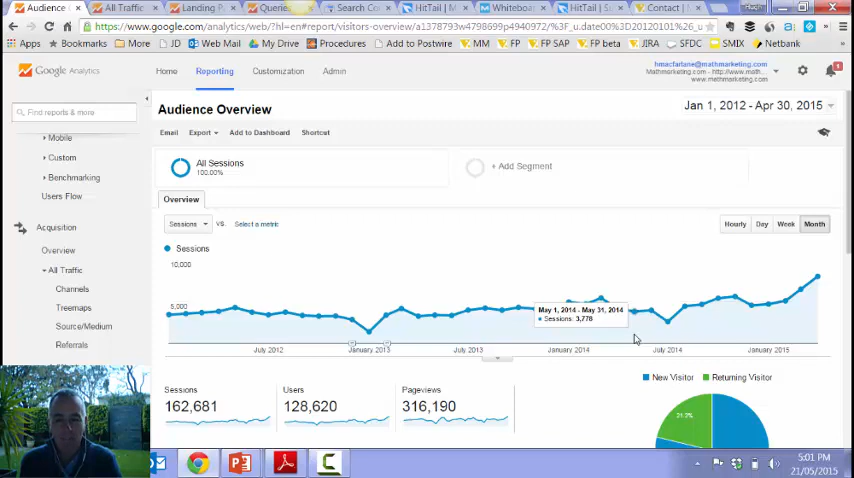 Audience
All Traffic
Landing P
Queries
Search Co
HitTail | M
Whiteboa
HitTail | S
Contact | M
Hugh
https://www.google.com/analytics/web/?hl=en#report/visitors-overview/a1378793w4798699p4940972/%3F_u.date00%3D20120101%26_u
Apps
Bookmarks
More
JD
Web Mail
My Drive
Procedures
Add to Postwire
MM
FP
FP beta
FP SAP
JIRA
SFDC
SMIX
Netbank
Google Analytics
Home
Reporting
Customization
Admin
hmacfarlane@mathmarketing.com
Mathmarketing.com - http://www.math...
www.mathmarketing.com
1
Find reports & more
Audience Overview
Jan 1, 2012 - Apr 30, 2015
Email
Export
Add to Dashboard
Shortcut
Mobile
Custom
Benchmarking
Users Flow
Acquisition
Overview
All Traffic
Channels
Treemaps
Source/Medium
Referrals
All Sessions
100.00%
+ Add Segment
Overview
Sessions
VS.
Select a metric
Hourly
Day
Week
Month
Sessions
10,000
5,000
May 1, 2014 - May 31, 2014
Sessions: 3,778
July 2012
January 2013
July 2013
January 2014
July 2014
January 2015
New Visitor
Returning Visitor
Sessions
162,681
Users
128,620
Pageviews
316,190
5:01 PM
21/05/2015